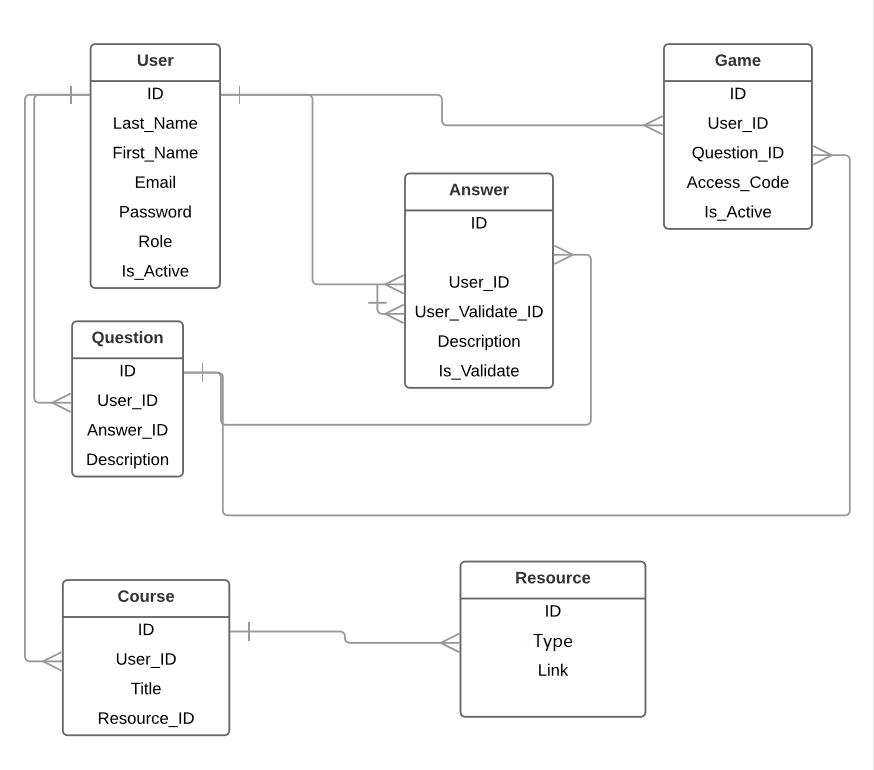 User
ID
Last_Name
First_Name
Email
Password
Role
Is_Active
Game
ID
User_ID
Question_ID
Access_Code
Is_Active
Answer
ID
User_ID
User_Validate_ID
Description
Is_Validate
Question
ID
User_ID
Answer_ID
Description
Course
ID
User_ID
Title
Resource_ID
Resource
ID
Type
Link